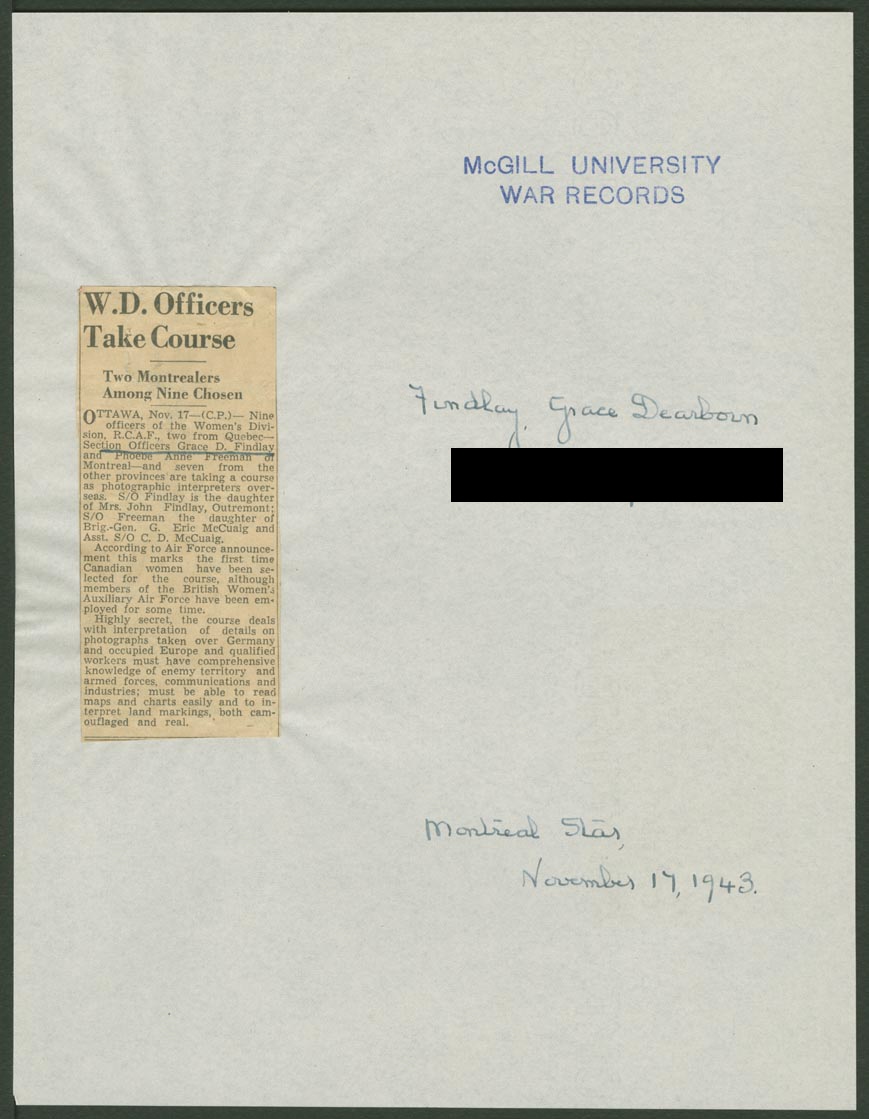 McGILL UNIVERSITY
WAR RECORDS
W.D. Officers
Take Course
Two Montrealers
Among Nine Chosen
OTTAWA, Nov. 17—(C.P.)— Nine
officers of the Women's Divi-
sion, R.C.A.F., two from Quebec—
Section Officers Grace D. Findlay
and Phoebe Anne Freeman of
Montreal—and seven from the
other provinces are taking a course
as photographic interpreters over-
seas. S/O Findlay is the daughter
of Mrs. John Findlay, Outremont;
S/O Freeman the daughter of
Brig.-Gen. G. Eric McCuaig and
Asst. S/O C. D. McCuaig.
According to Air Force announce-
ment this marks the first time
Canadian women have been se-
lected for the course, although
members of the British Women's
Auxiliary Air Force have been em-
ployed for some time.
Highly secret, the course deals
with interpretation of details on
photographs taken over Germany
and occupied Europe and qualified
workers must have comprehensive
knowledge of enemy territory and
armed forces, communications and
industries; must be able to read
maps and charts easily and to in-
terpret land markings, both cam-
ouflaged and real.
Findlay, Grace Dearborn
Montreal Star,
November 17, 1943.